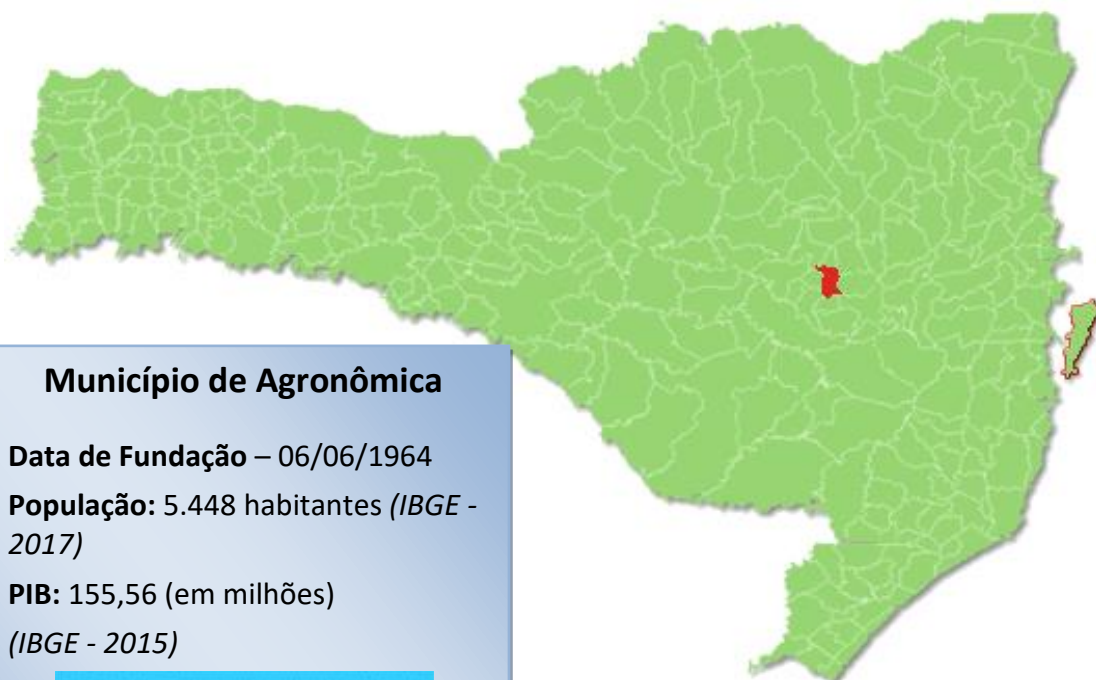 Município de Agronômica
Data de Fundação – 06/06/1964
População: 5.448 habitantes (IBGE -
2017)
PIB: 155,56 (em milhões)
(IBGE - 2015)